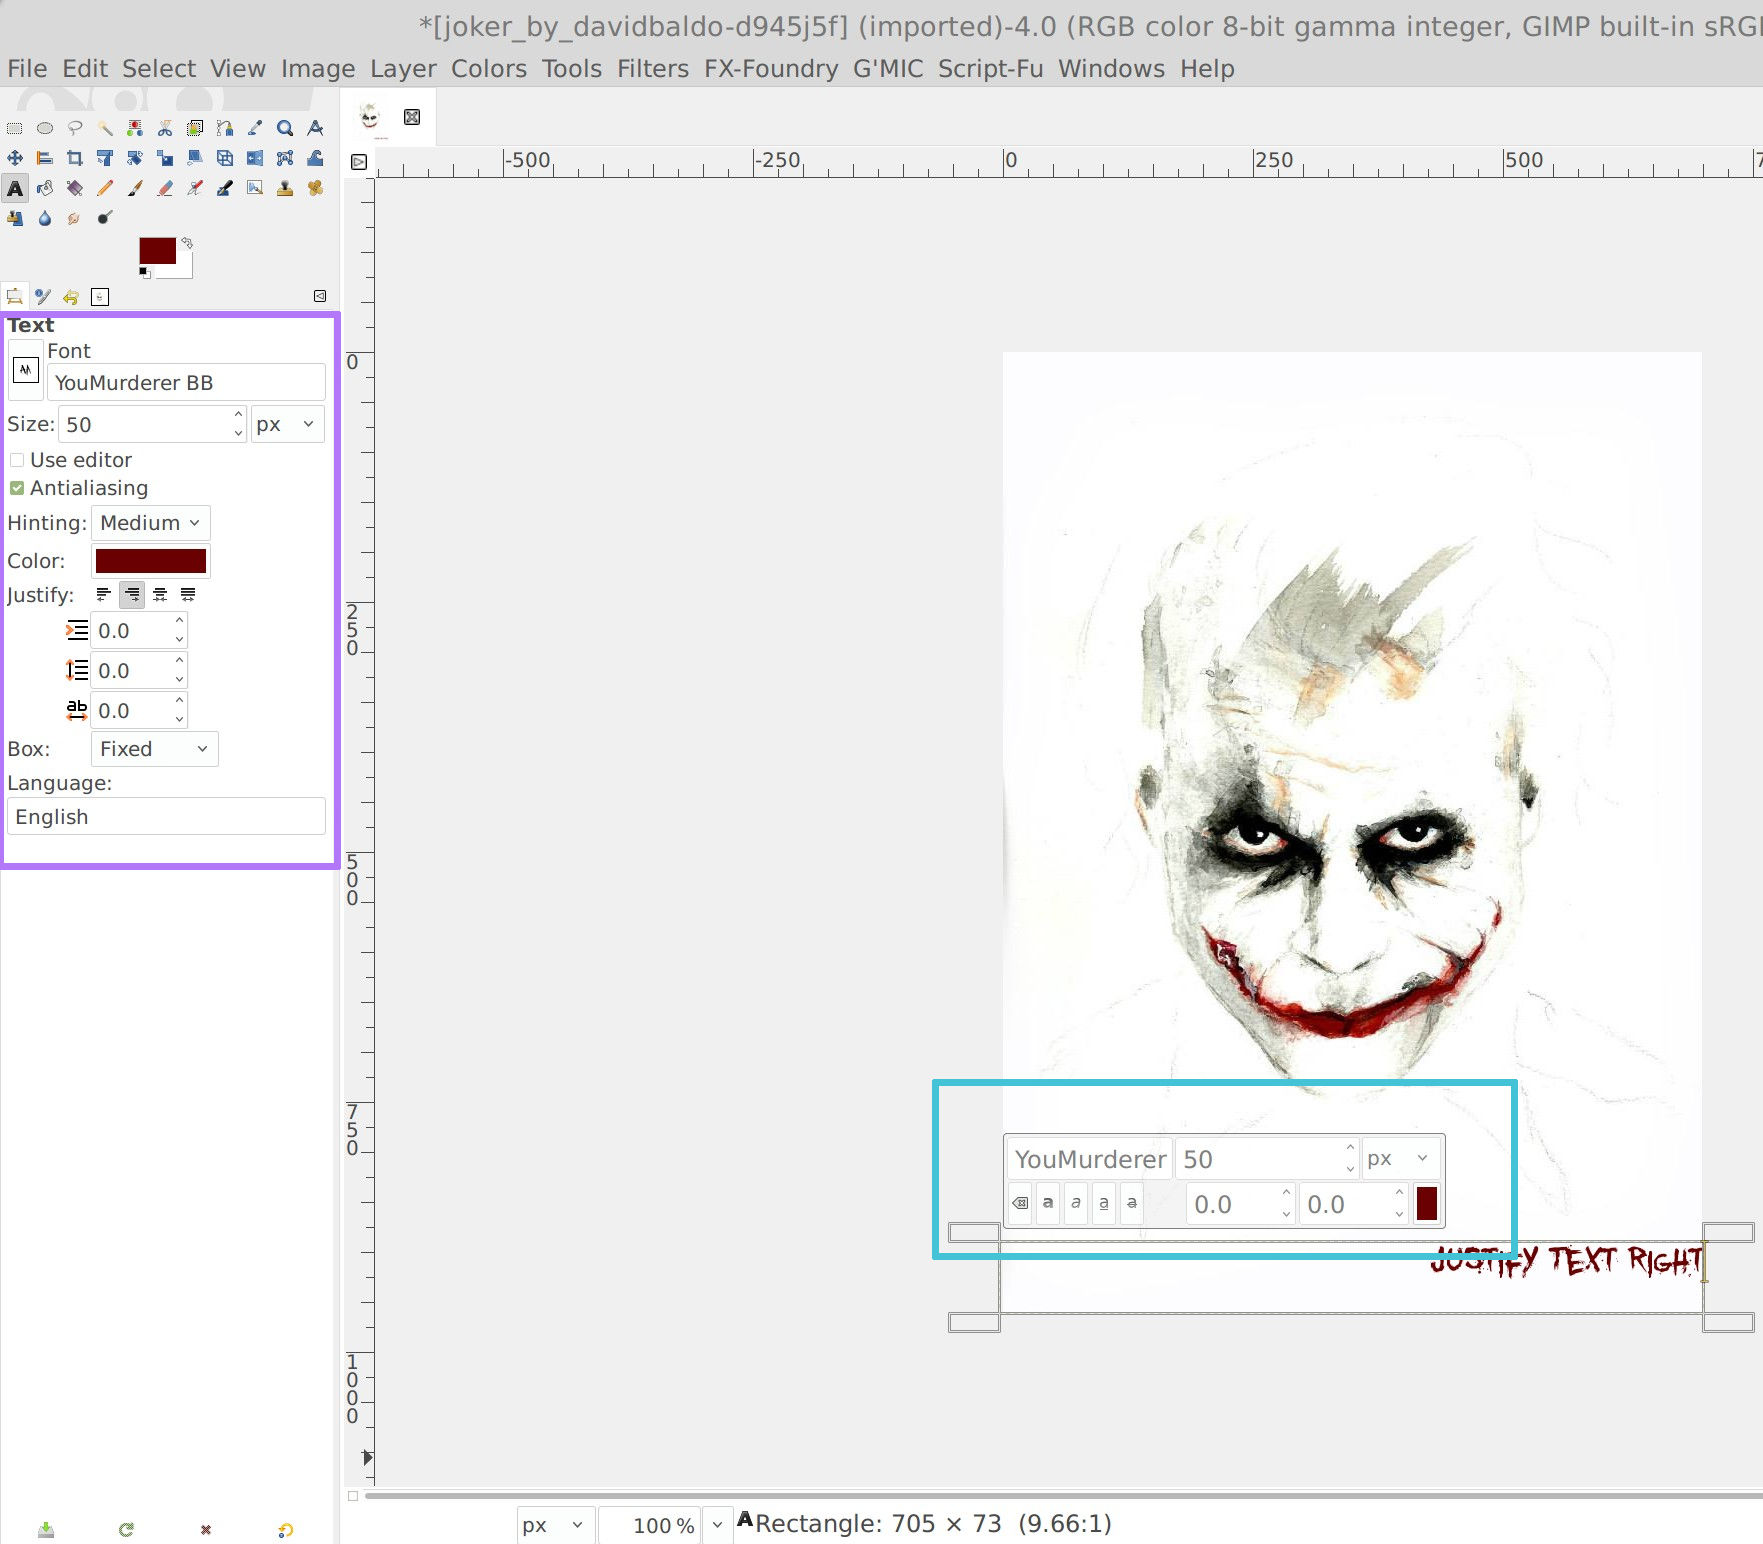 *[joker_by_davidbaldo-d945j5f] (imported)-4.0 (RGB color 8-bit gamma integer, GIMP built-in sRG
File Edit Select View Image Layer Colors Tools Filters FX-Foundry G'MIC Script-Fu Windows Help
-500 -250 0 250 500
Text
Font
YouMurderer BB
Size: 50 px
Use editor
Antialiasing
Hinting: Medium
Color:
Justify:
0.0
0.0
ab 0.0
Box: Fixed
Language:
English
0
250
500
750
1000
YouMurderer 50 px
a a a a 0.0 0.0
JUSTIFY TEXT RIGHT
px 100 % Rectangle: 705 × 73 (9.66:1)